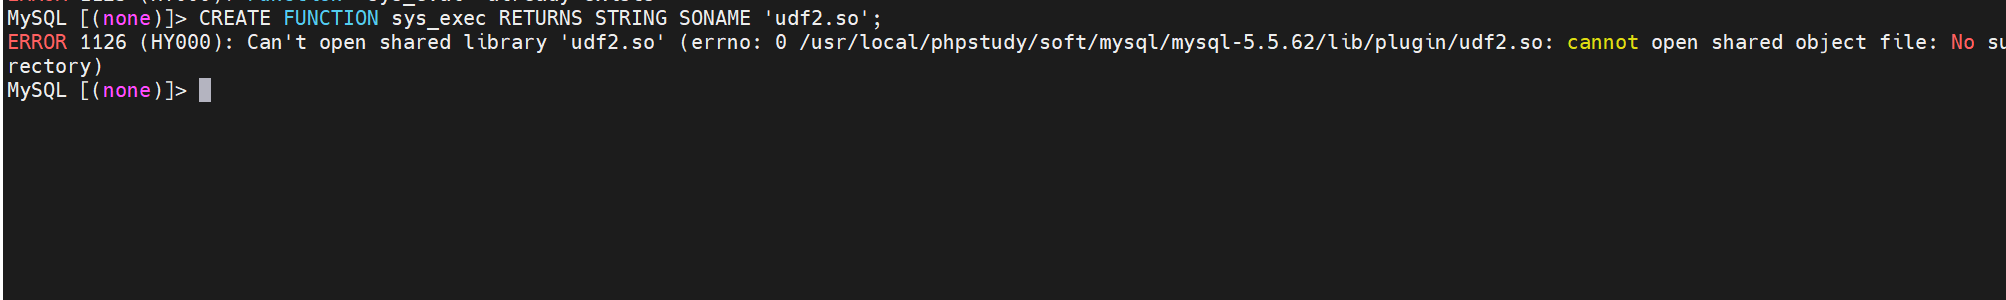 MySQL [(none)]> CREATE FUNCTION sys_exec RETURNS STRING SONAME 'udf2.so';
ERROR 1126 (HY000): Can't open shared library 'udf2.so' (errno: 0 /usr/local/phpstudy/soft/mysql/mysql-5.5.62/lib/plugin/udf2.so: cannot open shared object file: No su
rectory)
MySQL [(none)]>